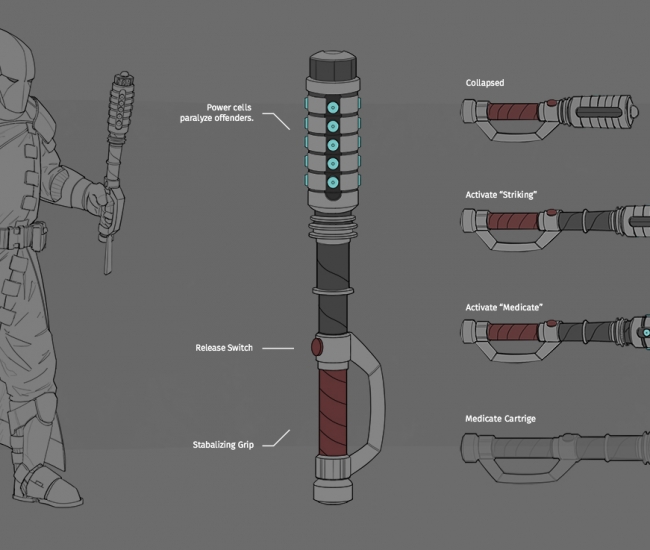 Power cells
paralyze offenders.
Release Switch
Stabalizing Grip
Collapsed
Activate “Striking”
Activate “Medicate”
Medicate Cartrige